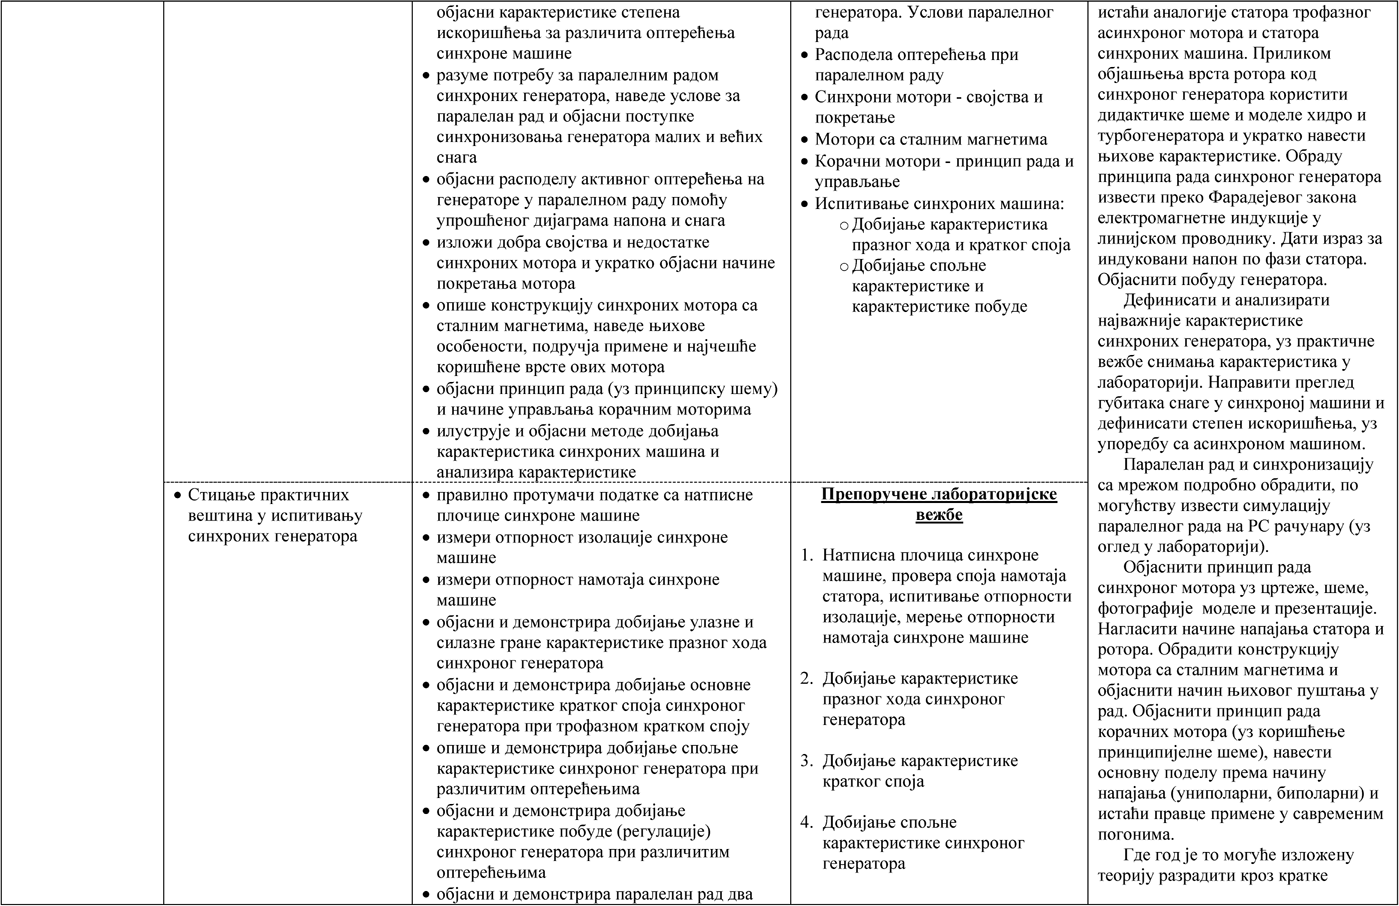 објасни карактеристике степена
искоришћења за различита оптерећења
синхроне машине
• разуме потребу за паралелним радом
синхроних генератора, наведе услове за
паралелан рад и објасни поступке
синхронизовања генератора малих и већих
снага
• објасни расподелу активног оптерећења на
генераторе у паралелном раду помоћу
упрошћеног дијаграма напона и снага
• изложи добра својства и недостатке
синхроних мотора и укратко објасни начине
покретања мотора
• опише конструкцију синхроних мотора са
сталним магнетима, наведе њихове
особености, подручја примене и најчешће
коришћене врсте ових мотора
• објасни принцип рада (уз принципску шему)
и начине управљања корачним моторима
• илуструје и објасни методе добијања
карактеристика синхроних машина и
анализира карактеристике
генератора. Услови паралелног
рада
• Расподела оптерећења при
паралелном раду
• Синхрони мотори - својства и
покретање
• Мотори са сталним магнетима
• Корачни мотори - принцип рада и
управљање
• Испитивање синхроних машина:
o Добијање карактеристика
празног хода и кратког споја
o Добијање спољне
карактеристике и
карактеристике побуде
• Стицање практичних
вештина у испитивању
синхроних генератора
• правилно протумачи податке са натписне
плочице синхроне машине
• измери отпорност изолације синхроне
машине
• измери отпорност намотаја синхроне
машине
• објасни и демонстрира добијање улазне и
силазне гране карактеристике празног хода
синхроног генератора
• објасни и демонстрира добијање основне
карактеристике кратког споја синхроног
генератора при трофазном кратком споју
• опише и демонстрира добијање спољне
карактеристике синхроног генератора при
различитим оптерећењима
• објасни и демонстрира добијање
карактеристике побуде (регулације)
синхроног генератора при различитим
оптерећењима
• објасни и демонстрира паралелан рад два
Препоручене лабораторијске
вежбе
1. Натписна плочица синхроне
машине, провера споја намотаја
статора, испитивање отпорности
изолације, мерење отпорности
намотаја синхроне машине
2. Добијање карактеристике
празног хода синхроног
генератора
3. Добијање карактеристике
кратког споја
4. Добијање спољне
карактеристике синхроног
генератора
истаћи аналогије статора трофазног
асинхроног мотора и статора
синхроних машина. Приликом
објашњења врста ротора код
синхроног генератора користити
дидактичке шеме и моделе хидро и
турбогенератора и укратко навести
њихове карактеристике. Обраду
принципа рада синхроног генератора
извести преко Фарадејевог закона
електромагнетне индукције у
линијском проводнику. Дати израз за
индуковани напон по фази статора.
Објаснити побуду генератора.
Дефинисати и анализирати
најважније карактеристике
синхроних генератора, уз практичне
вежбе снимања карактеристика у
лабораторији. Направити преглед
губитака снаге у синхроној машини и
дефинисати степен искоришћења, уз
упоредбу са асинхроном машином.
Паралелан рад и синхронизацију
са мрежом подробно обрадити, по
могућству извести симулацију
паралелног рада на PC рачунару (уз
оглед у лабораторији).
Објаснити принцип рада
синхроног мотора уз цртеже, шеме,
фотографије моделе и презентације.
Нагласити начине напајања статора и
ротора. Обрадити конструкцију
мотора са сталним магнетима и
објаснити начин њиховог пуштања у
рад. Објаснити принцип рада
корачних мотора (уз коришћење
принципијелне шеме), навести
основну поделу према начину
напајања (униполарни, биполарни) и
истаћи правце примене у савременим
погонима.
Где год је то могуће изложену
теорију разрадити кроз кратке